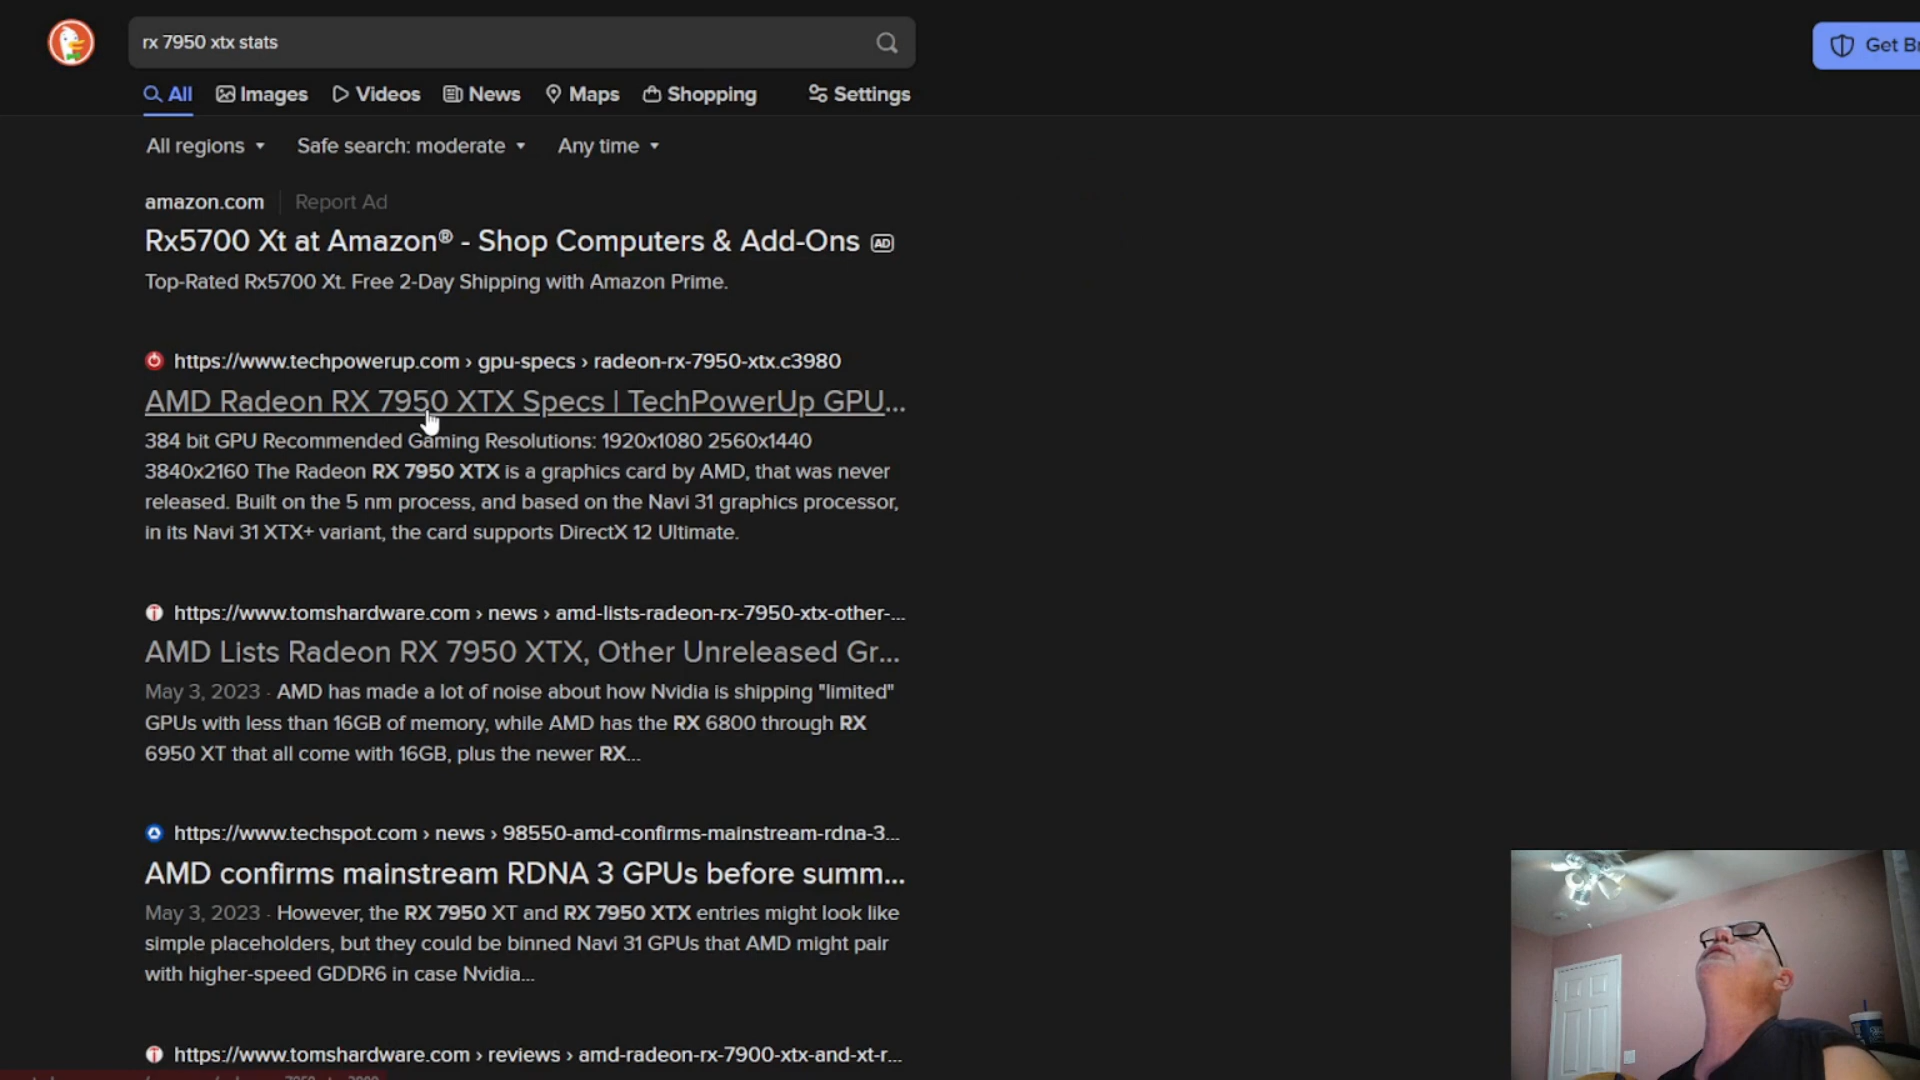 rx 7950 xtx stats
Get Br
All Images Videos News Maps Shopping Settings
All regions Safe search: moderate Any time
amazon.com Report Ad
Rx5700 Xt at Amazon® - Shop Computers & Add-Ons AD
Top-Rated Rx5700 Xt. Free 2-Day Shipping with Amazon Prime.
https://www.techpowerup.com › gpu-specs › radeon-rx-7950-xtx.c3980
AMD Radeon RX 7950 XTX Specs | TechPowerUp GPU...
384 bit GPU Recommended Gaming Resolutions: 1920x1080 2560x1440
3840x2160 The Radeon RX 7950 XTX is a graphics card by AMD, that was never
released. Built on the 5 nm process, and based on the Navi 31 graphics processor,
in its Navi 31 XTX+ variant, the card supports DirectX 12 Ultimate.
https://www.tomshardware.com › news › amd-lists-radeon-rx-7950-xtx-other-...
AMD Lists Radeon RX 7950 XTX, Other Unreleased Gr...
May 3, 2023 · AMD has made a lot of noise about how Nvidia is shipping "limited"
GPUs with less than 16GB of memory, while AMD has the RX 6800 through RX
6950 XT that all come with 16GB, plus the newer RX...
https://www.techspot.com › news › 98550-amd-confirms-mainstream-rdna-3...
AMD confirms mainstream RDNA 3 GPUs before summ...
May 3, 2023 · However, the RX 7950 XT and RX 7950 XTX entries might look like
simple placeholders, but they could be binned Navi 31 GPUs that AMD might pair
with higher-speed GDDR6 in case Nvidia...
https://www.tomshardware.com › reviews › amd-radeon-rx-7900-xtx-and-xt-r...